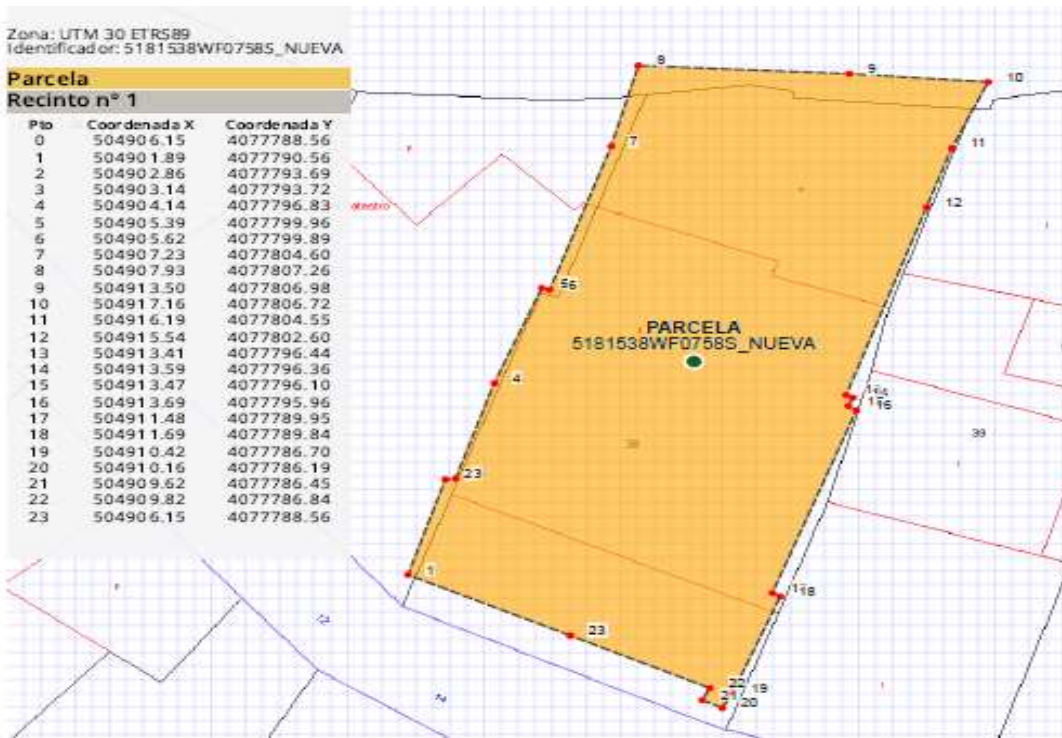 Zona: UTM 30 ETRS89
Identificador: 5181538WF0758S_NUEVA
Parcela
Recinto nº 1
Pto Coordenada X Coordenada Y
0 504906.15 4077788.56
1 504901.89 4077790.56
2 504902.86 4077793.69
3 504903.14 4077793.72
4 504904.14 4077796.83
5 504905.39 4077799.96
6 504905.62 4077799.89
7 504907.23 4077804.60
8 504907.93 4077807.26
9 504913.50 4077806.98
10 504917.16 4077806.72
11 504916.19 4077804.55
12 504915.54 4077802.60
13 504913.41 4077796.44
14 504913.59 4077796.36
15 504913.47 4077796.10
16 504913.69 4077795.96
17 504911.48 4077789.95
18 504911.69 4077789.84
19 504910.42 4077786.70
20 504910.16 4077786.19
21 504909.62 4077786.45
22 504909.82 4077786.84
23 504906.15 4077788.56
8
9
10
7
11
12
56
PARCELA
5181538WF0758S_NUEVA
4
16
39
38
23
1
18
23
22 19
21 20